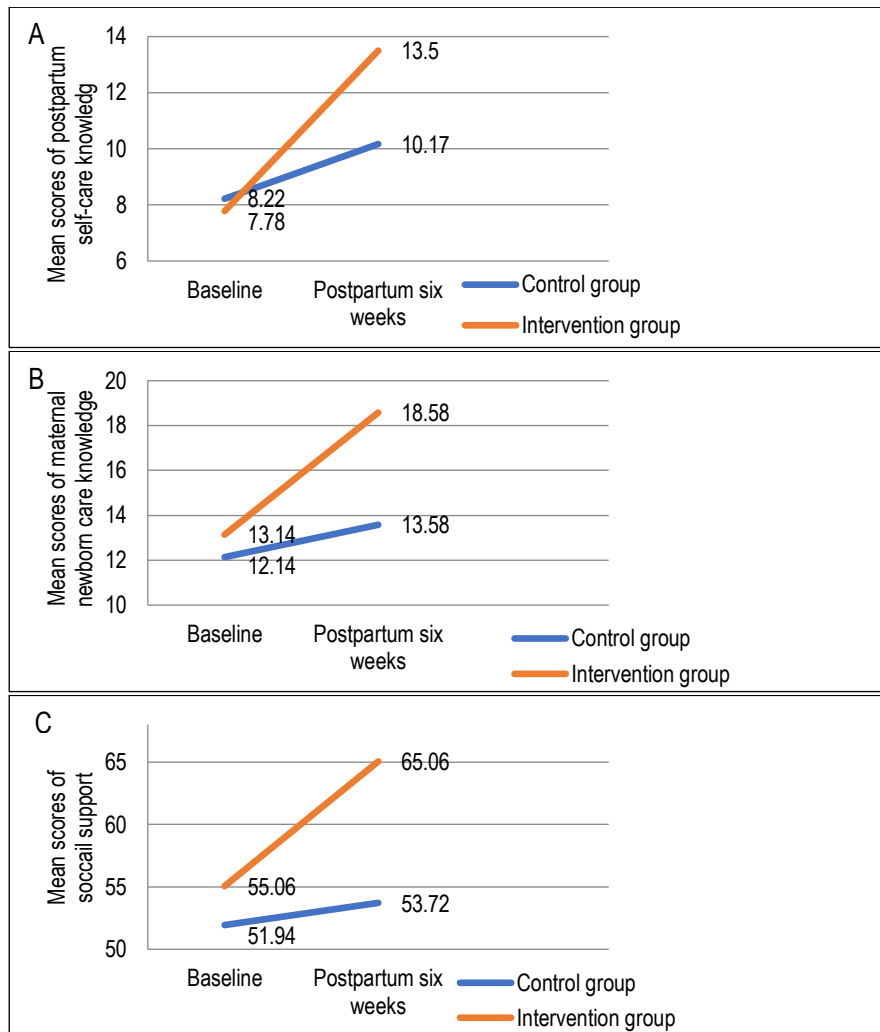 A
Mean scores of postpartum
self-care knowledg
14
12
10
8
6
13.5
10.17
8.22
7.78
Baseline
Postpartum six
weeks
Control group
Intervention group
B
Mean scores of maternal
newborn care knowledge
20
18
16
14
12
10
18.58
13.58
13.14
12.14
Baseline
Postpartum six
weeks
Control group
Intervention group
C
Mean scores of
soccail support
65
60
55
50
65.06
53.72
55.06
51.94
Baseline
Postpartum six
weeks
Control group
Intervention group